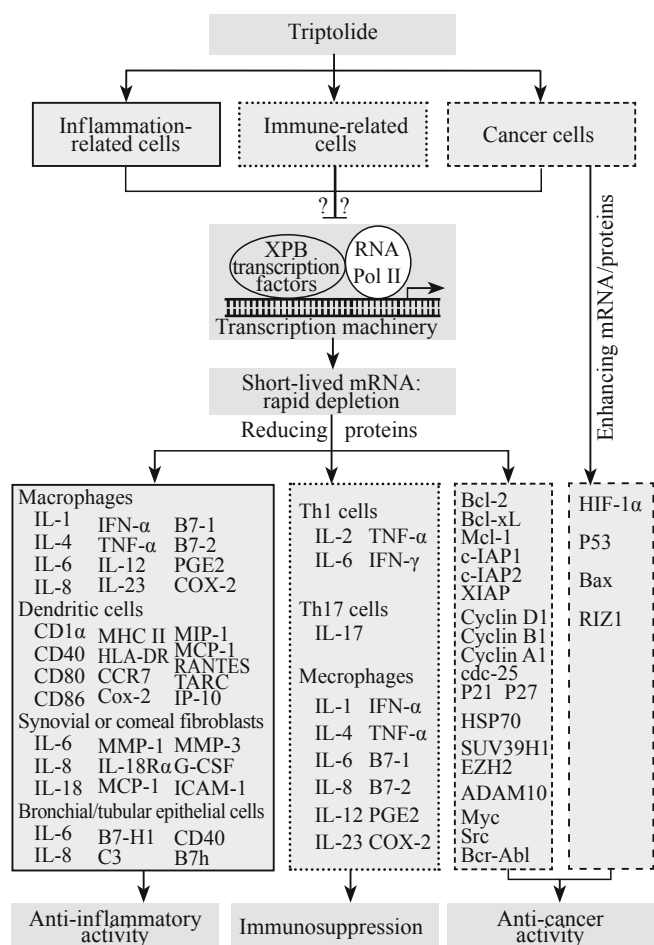 Triptolide
Inflammation-
related cells
Immune-related
cells
Cancer cells
? ?
XPB
transcription
factors
RNA
Pol II
Transcription machinery
Enhancing mRNA/proteins
Short-lived mRNA:
rapid depletion
Reducing proteins
Macrophages
IL-1 IFN-α B7-1
IL-4 TNF-α B7-2
IL-6 IL-12 PGE2
IL-8 IL-23 COX-2
Dendritic cells
CD1α MHC II MIP-1
CD40 HLA-DR MCP-1
RANTES
CD80 CCR7 TARC
CD86 Cox-2 IP-10
Synovial or comeal fibroblasts
IL-6 MMP-1 MMP-3
IL-8 IL-18Rα G-CSF
IL-18 MCP-1 ICAM-1
Bronchial/tubular epithelial cells
IL-6 B7-H1 CD40
IL-8 C3 B7h
Th1 cells
IL-2 TNF-α
IL-6 IFN-γ
Th17 cells
IL-17
Macrophages
IL-1 IFN-α
IL-4 TNF-α
IL-6 B7-1
IL-8 B7-2
IL-12 PGE2
IL-23 COX-2
Bcl-2
Bcl-xL
Mcl-1
c-IAP1
c-IAP2
XIAP
Cyclin D1
Cyclin B1
Cyclin A1
cdc-25
P21 P27
HSP70
SUV39H1
EZH2
ADAM10
Myc
Src
Bcr-Abl
HIF-1α
P53
Bax
RIZ1
Anti-inflammatory
activity
Immunosuppression
Anti-cancer
activity